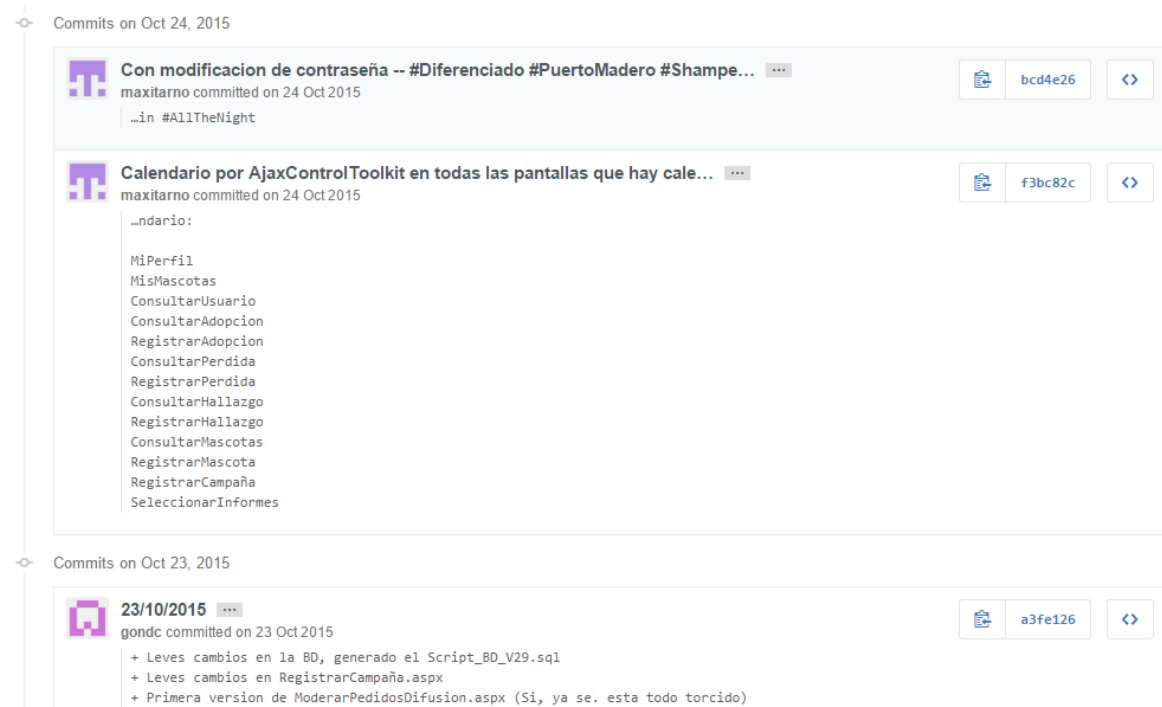 Commits on Oct 24, 2015
Con modificacion de contraseña -- #Diferenciado #PuertoMadero #Shampe… …
bcd4e26
maxitarno committed on 24 Oct 2015
…in #AllTheNight
Calendario por AjaxControlToolkit en todas las pantallas que hay cale… …
f3bc82c
maxitarno committed on 24 Oct 2015
…ndario:
MiPerfil
MisMascotas
ConsultarUsuario
ConsultarAdopcion
RegistrarAdopcion
ConsultarPerdida
RegistrarPerdida
ConsultarHallazgo
RegistrarHallazgo
ConsultarMascotas
RegistrarMascota
RegistrarCampaña
SeleccionarInformes
Commits on Oct 23, 2015
23/10/2015 …
a3fe126
gondc committed on 23 Oct 2015
+ Leves cambios en la BD, generado el Script_BD_V29.sql
+ Leves cambios en RegistrarCampaña.aspx
+ Primera version de ModerarPedidosDifusion.aspx (Si, ya se. esta todo torcido)